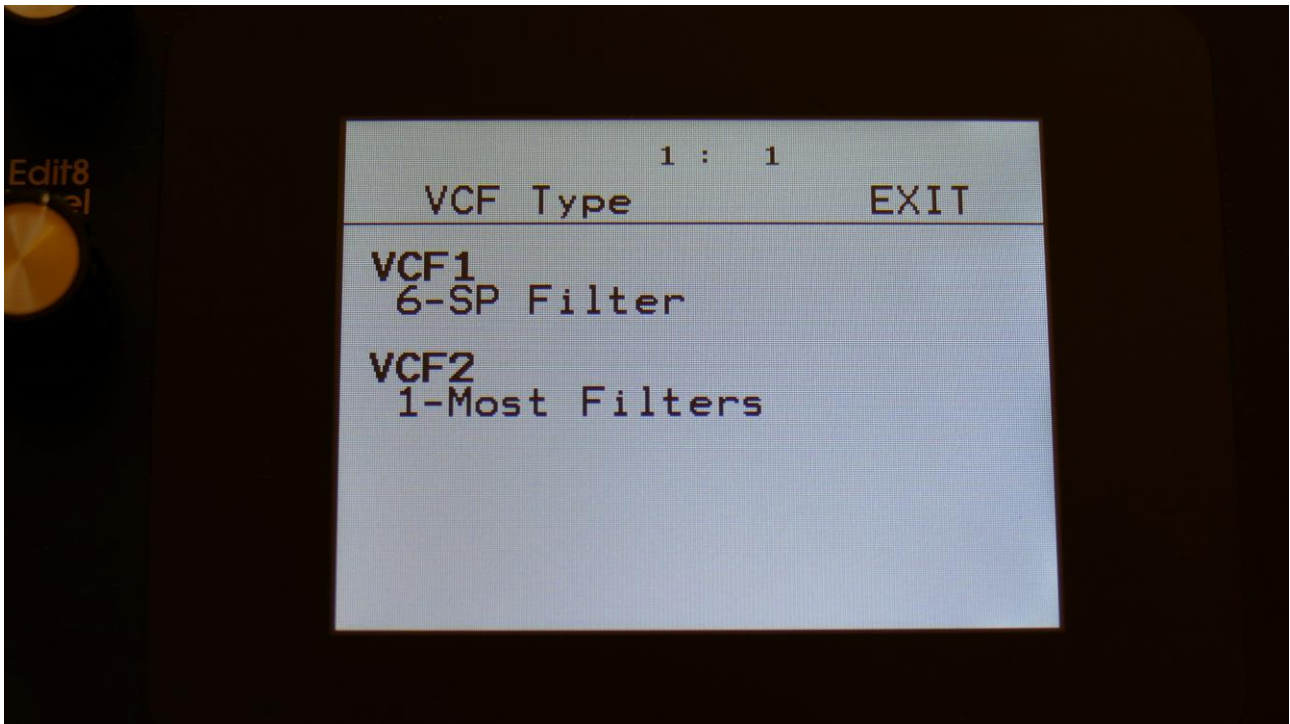 Edit8
1 : 1
VCF Type EXIT
VCF1
6-SP Filter
VCF2
1-Most Filters